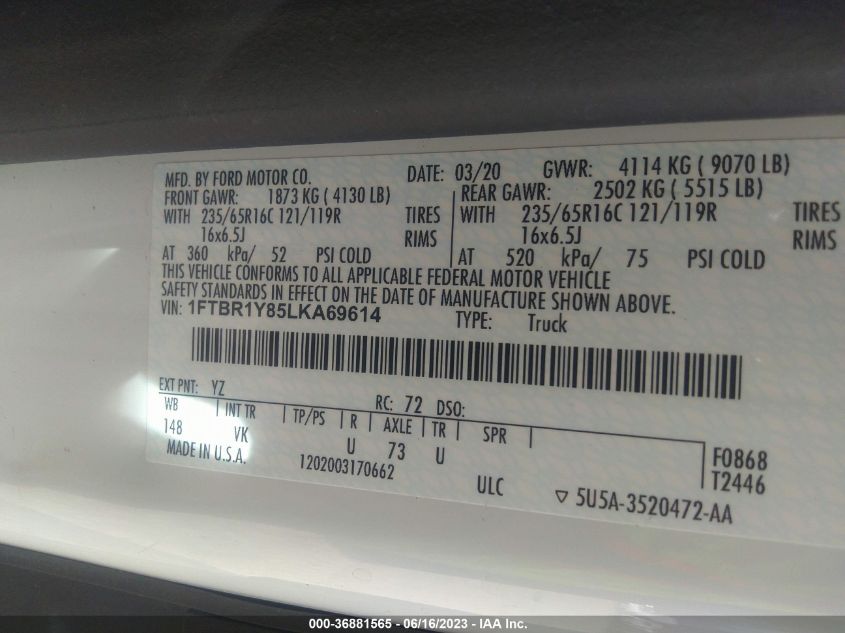 MFD. BY FORD MOTOR CO. DATE: 03/20 GVWR: 4114 KG ( 9070 LB)
FRONT GAWR: 1873 KG ( 4130 LB) REAR GAWR: 2502 KG ( 5515 LB)
WITH 235/65R16C 121/119R TIRES WITH 235/65R16C 121/119R TIRES
16x6.5J RIMS 16x6.5J RIMS
AT 360 kPa/ 52 PSI COLD AT 520 kPa/ 75 PSI COLD
THIS VEHICLE CONFORMS TO ALL APPLICABLE FEDERAL MOTOR VEHICLE
SAFETY STANDARDS IN EFFECT ON THE DATE OF MANUFACTURE SHOWN ABOVE.
VIN: 1FTBR1Y85LKA69614 TYPE: Truck
EXT PNT: YZ RC: 72 DSO:
WB INT TR TP/PS R AXLE TR SPR
148 VK U 73 U F0868
MADE IN U.S.A. 1202003170662 ULC T2446
▽ 5U5A-3520472-AA
000-36881565 - 06/16/2023 - IAA Inc.